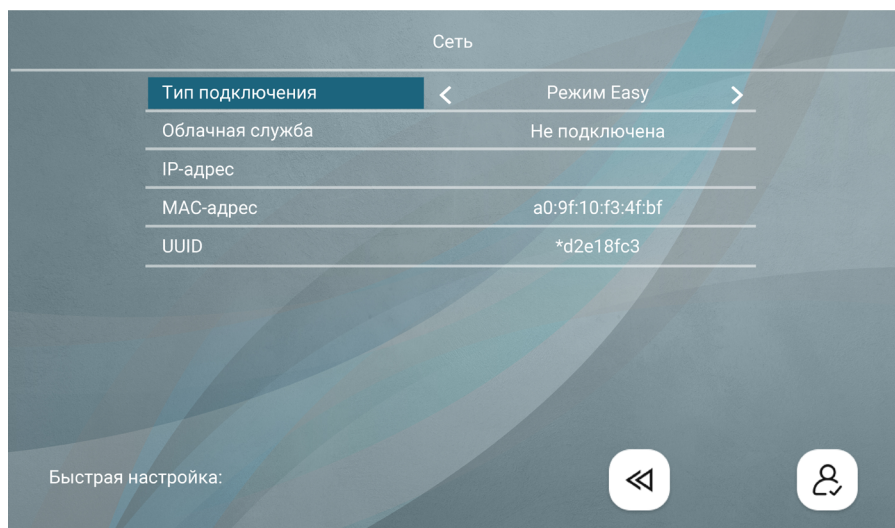 Сеть
Тип подключения Режим Easy
Облачная служба Не подключена
IP-адрес
MAC-адрес a0:9f:10:f3:4f:bf
UUID *d2e18fc3
Быстрая настройка: